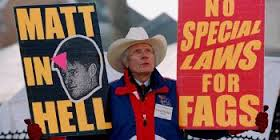 MATT
IN
HELL
NO
SPECIAL
LAWS
FOR
FAGS